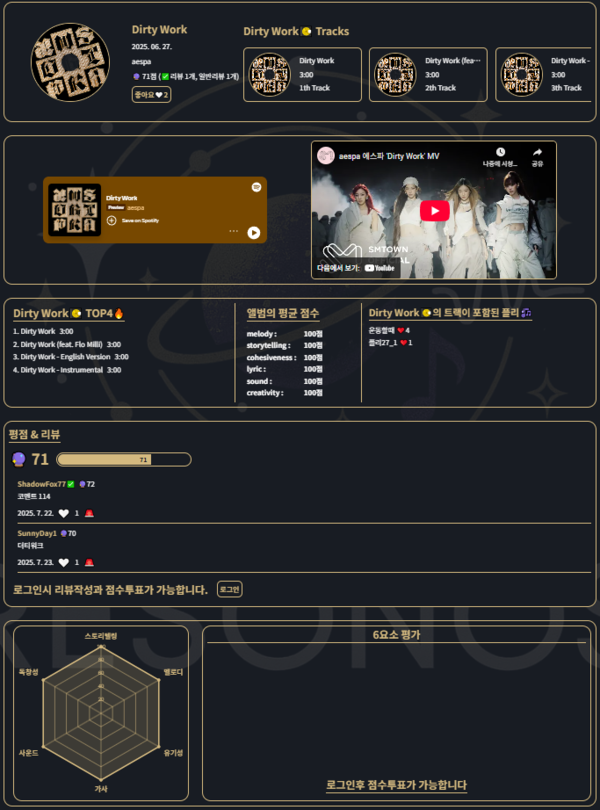 Dirty Work
2025. 06. 27.
aespa
71점 ( 리뷰 1개, 일반리뷰 1개)
좋아요 2
Dirty Work Tracks
Dirty Work
3:00
1th Track
Dirty Work (fea…
3:00
2th Track
Dirty Work -
3:00
3th Track
Dirty Work
Preview aespa
Save on Spotify
aespa 에스파 'Dirty Work' MV
나중에 시청...
공유
SMTOWN
다음에서 보기: YouTube
Dirty Work TOP4
1. Dirty Work 3:00
2. Dirty Work (feat. Flo Milli) 3:00
3. Dirty Work - English Version 3:00
4. Dirty Work - Instrumental 3:00
앨범의 평균 점수
melody : 100점
storytelling : 100점
cohesiveness : 100점
lyric : 100점
sound : 100점
creativity : 100점
Dirty Work 의 트랙이 포함된 플리
운동할때 4
플리27_1 1
평점 & 리뷰
71
71
ShadowFox77 72
코멘트 114
2025. 7. 22. 1
SunnyDay1 70
더티워크
2025. 7. 23. 1
로그인시 리뷰작성과 점수투표가 가능합니다. 로그인
RESONOS
스토리텔링
멜로디
유기성
가사
사운드
독창성
100
80
60
40
20
6요소 평가
로그인후 점수투표가 가능합니다